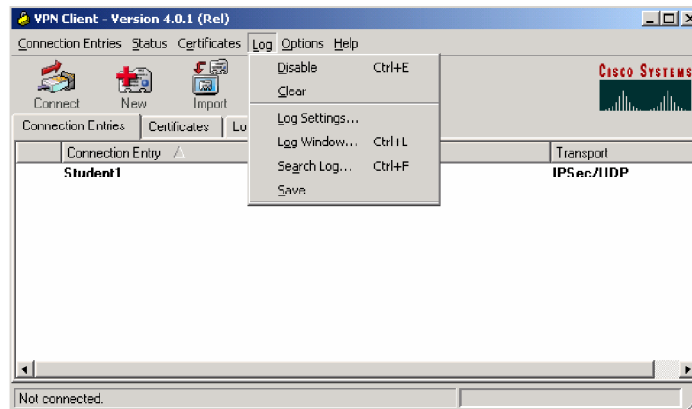 VPN Client - Version 4.0.1 (Rel)
Connection Entries Status Certificates Log Options Help
Connect New Import
CISCO SYSTEMS
Disable Ctrl+E
Clear
Log Settings...
Log Window... Ctrl+L
Search Log... Ctrl+F
Save
Connection Entries Certificates Lo
Connection Entry Transport
Student1 IPSec/UDP
Not connected.